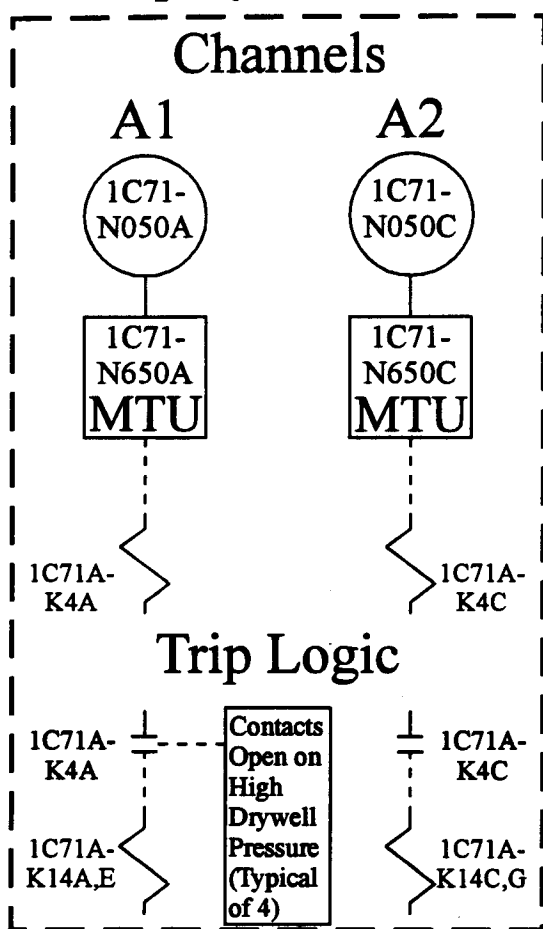 Channels
A1 A2
1C71-
N050A
1C71-
N050C
1C71-
N650A
MTU
1C71-
N650C
MTU
1C71A-
K4A
1C71A-
K4C
Trip Logic
1C71A-
K4A
Contacts
Open on
High
Drywell
Pressure
(Typical
of 4)
1C71A-
K4C
1C71A-
K14A,E
1C71A-
K14C,G